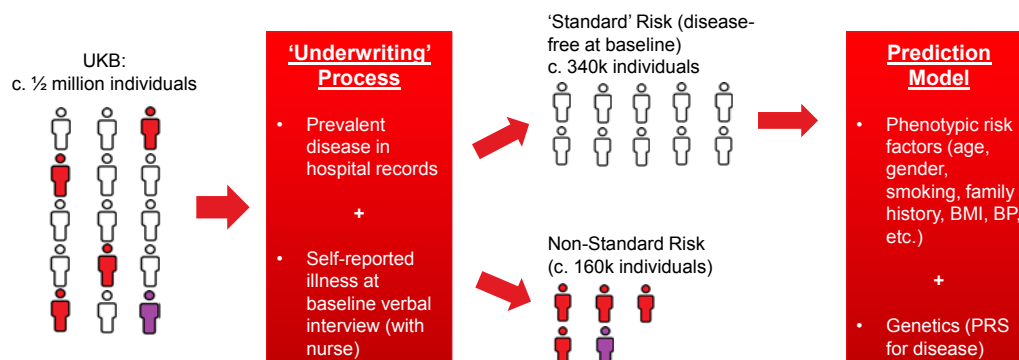 UKB:
c. ½ million individuals
‘Underwriting’
Process
• Prevalent
disease in
hospital records
+
• Self-reported
illness at
baseline verbal
interview (with
nurse)
‘Standard’ Risk (disease-
free at baseline)
c. 340k individuals
Non-Standard Risk
(c. 160k individuals)
Prediction
Model
• Phenotypic risk
factors (age,
gender,
smoking, family
history, BMI, BP,
etc.)
+
• Genetics (PRS
for disease)